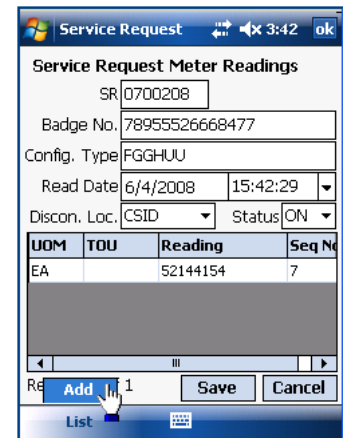 Service Request 3:42 ok
Service Request Meter Readings
SR 0700208
Badge No. 78955526668477
Config. Type FGGHUU
Read Date 6/4/2008 15:42:29
Discon. Loc. CSID Status ON
UOM TOU Reading Seq
EA 52144154 7
Add 1 Save Cancel
List